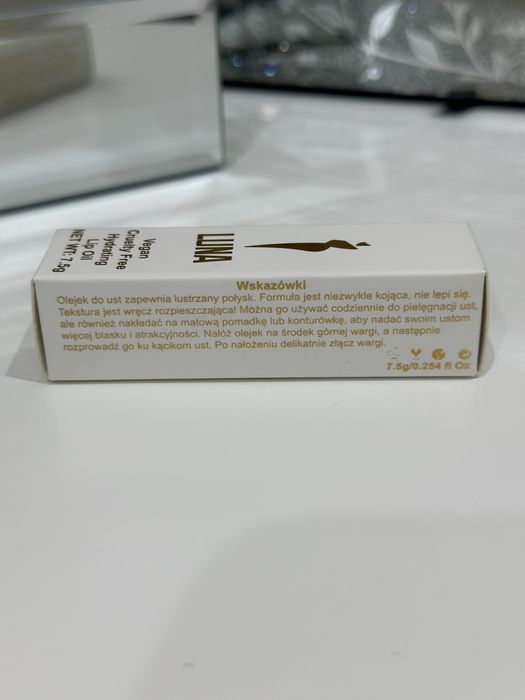 LUNA
Vegan
Cruelty Free
Hydrating
Lip Oil
NET WT: 7.5g
Wskazówki
Olejek do ust zapewnia lustrzany połysk. Formuła jest niezwykle kojąca, nie lepi się.
Tekstura jest wręcz rozpieszczająca! Można go używać codziennie do pielęgnacji ust,
ale również nakładać na matową pomadkę lub konturówkę, aby nadać swoim ustom
więcej blasku i atrakcyjności. Nałóż olejek na środek górnej wargi, a następnie
rozprowadź go ku kącikom ust. Po nałożeniu delikatnie złącz wargi.
7.5g/0.254 fl Oz